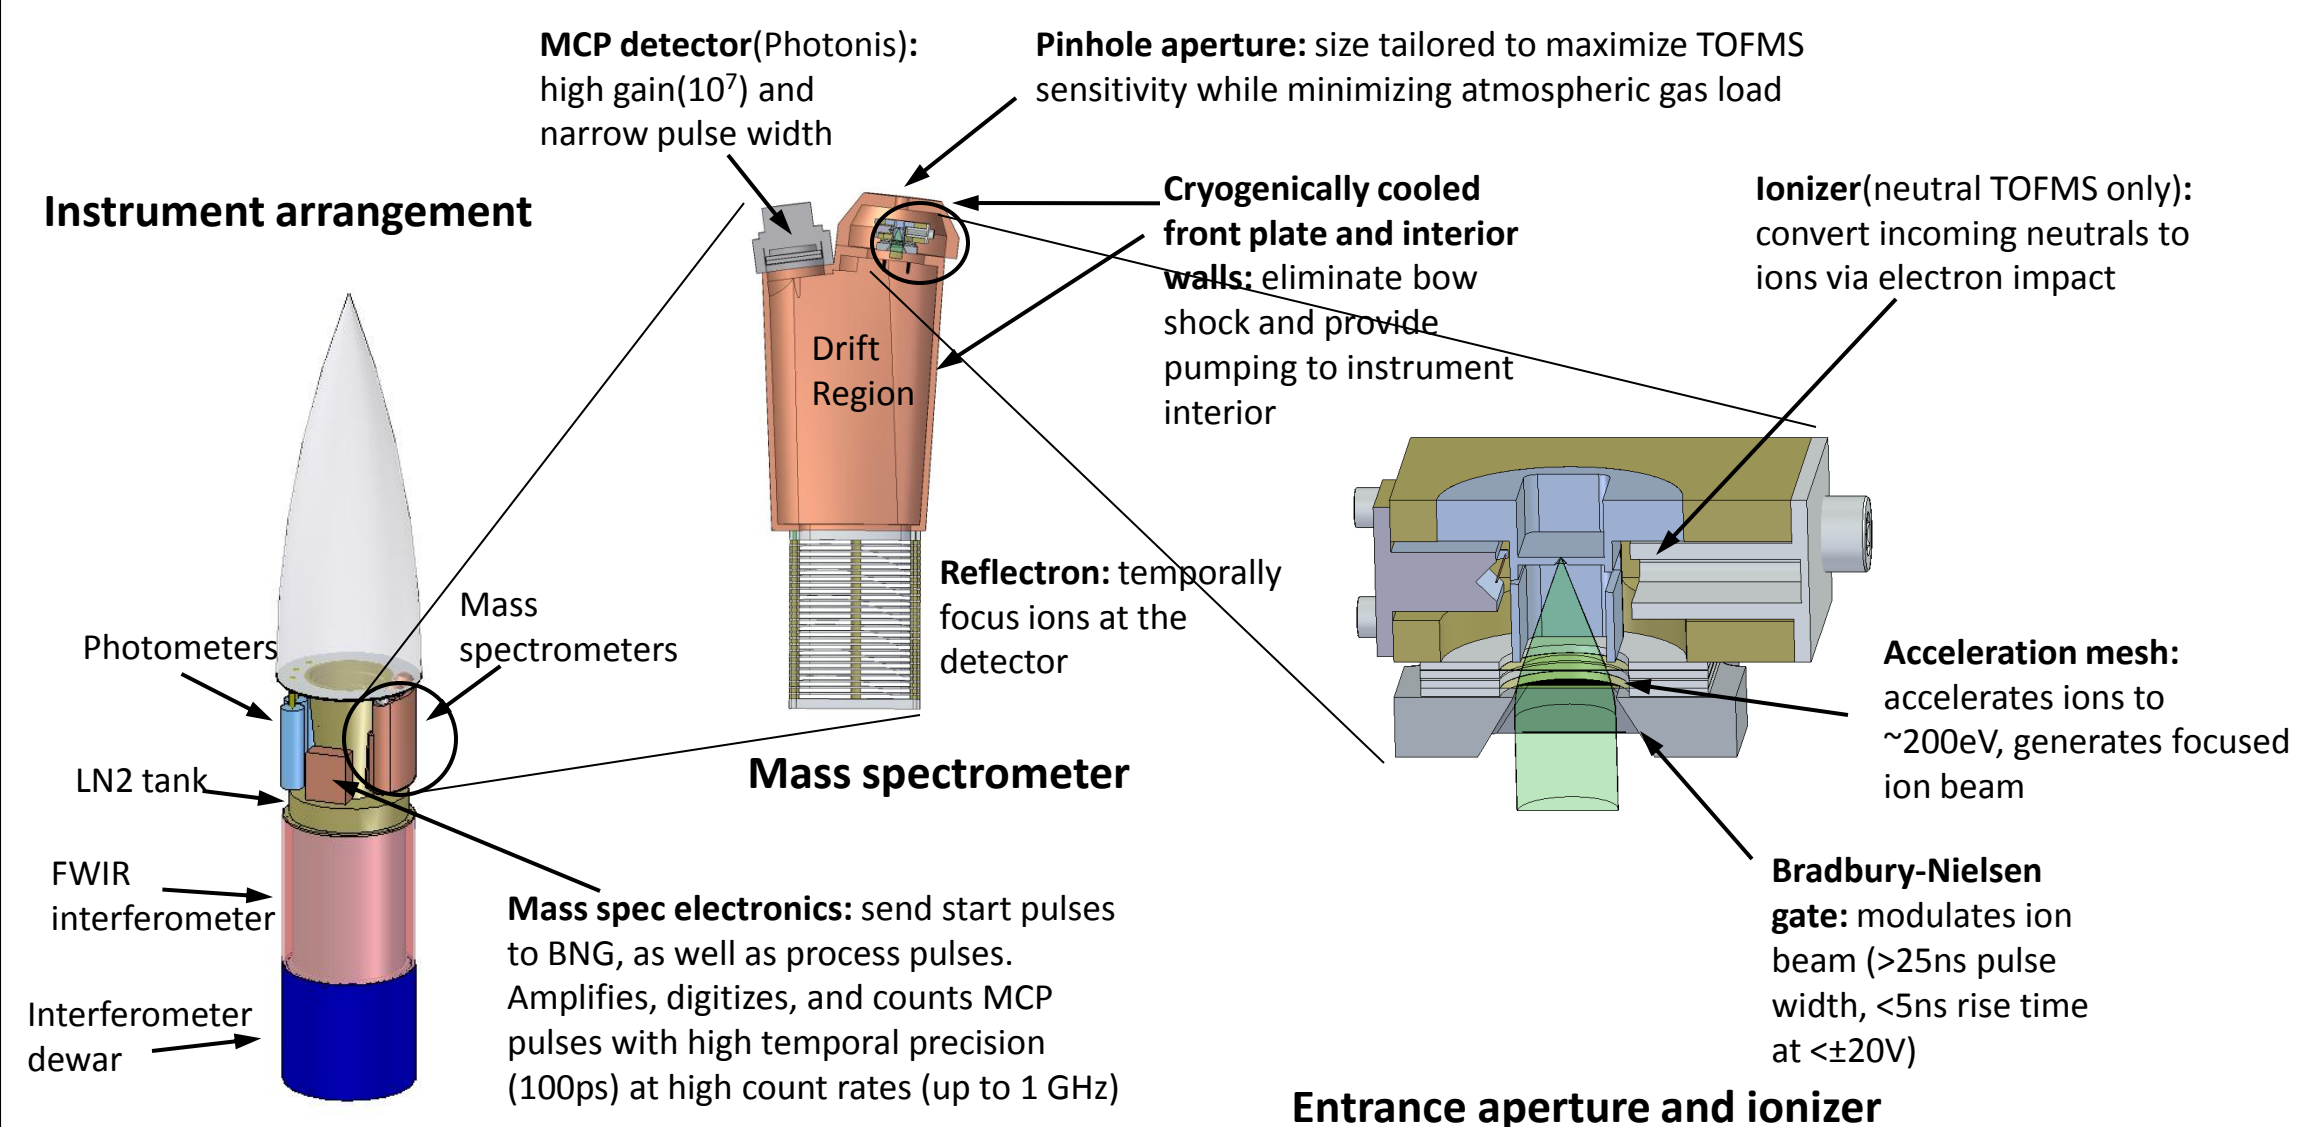 MCP detector(Photonis):
high gain(10⁷) and
narrow pulse width
Pinhole aperture: size tailored to maximize TOFMS
sensitivity while minimizing atmospheric gas load
Instrument arrangement
Cryogenically cooled
front plate and interior
walls: eliminate bow
shock and provide
pumping to instrument
interior
Ionizer(neutral TOFMS only):
convert incoming neutrals to
ions via electron impact
Drift
Region
Reflectron: temporally
focus ions at the
detector
Mass
spectrometers
Photometers
LN2 tank
FWIR
interferometer
Interferometer
dewar
Mass spectrometer
Mass spec electronics: send start pulses
to BNG, as well as process pulses.
Amplifies, digitizes, and counts MCP
pulses with high temporal precision
(100ps) at high count rates (up to 1 GHz)
Acceleration mesh:
accelerates ions to
~200eV, generates focused
ion beam
Bradbury-Nielsen
gate: modulates ion
beam (>25ns pulse
width, <5ns rise time
at <±20V)
Entrance aperture and ionizer